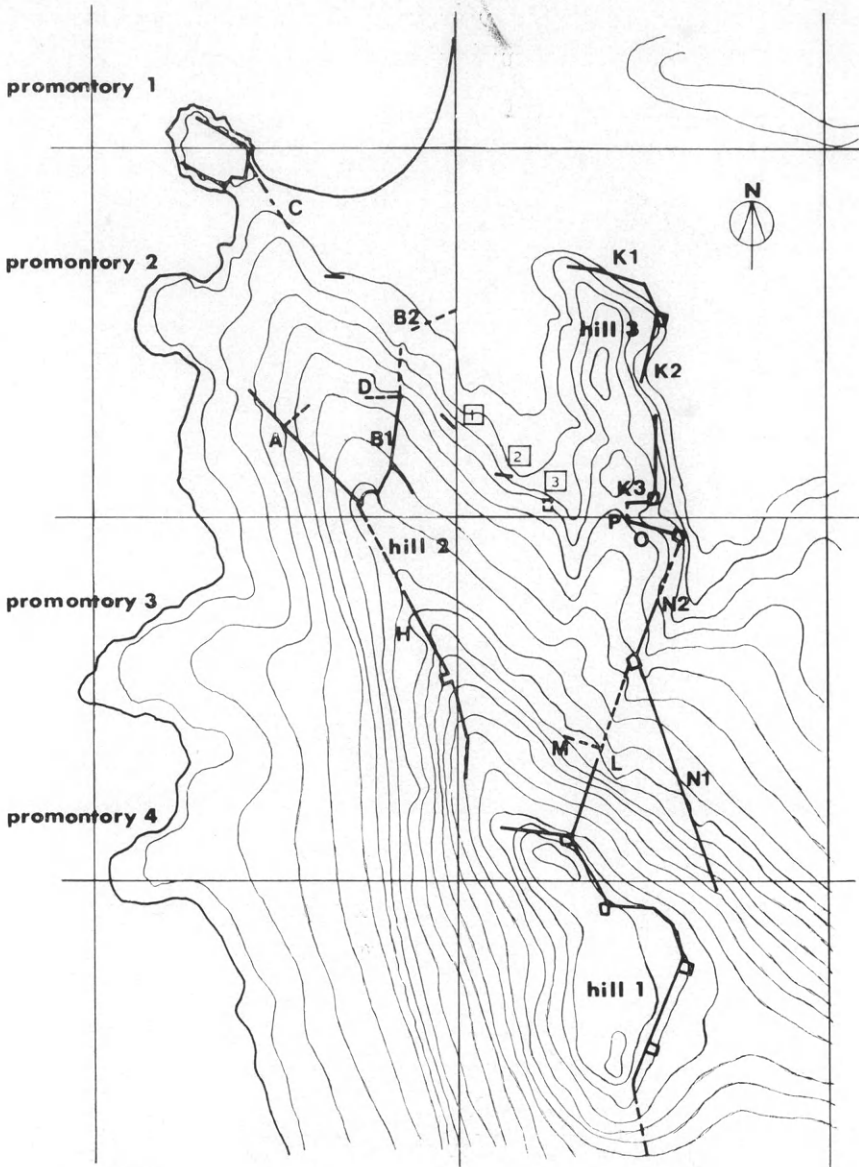 promontory 1
C
N
promontory 2
K1
B2
hill 3
K2
D
1
A
B1
2
3
K3
P
O
hill 2
promontory 3
N2
H
M
L
N1
promontory 4
hill 1